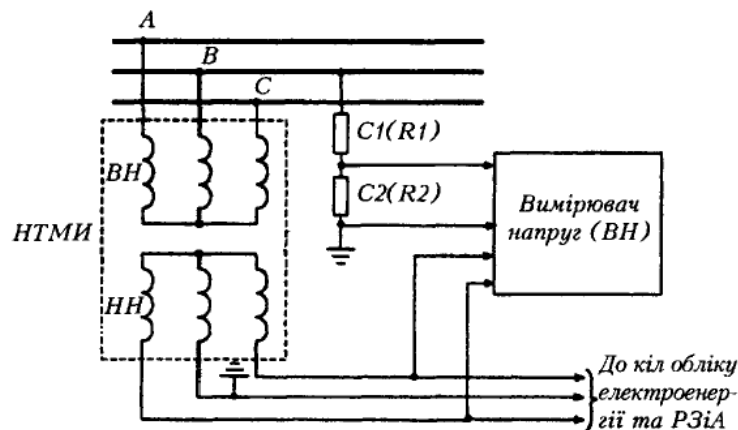 A
B
C
C1(R1)
ВН
C2(R2)
Вимірювач
напруг (ВН)
НТМИ
НН
До кіл обліку
електроенер-
гії та РЗіА